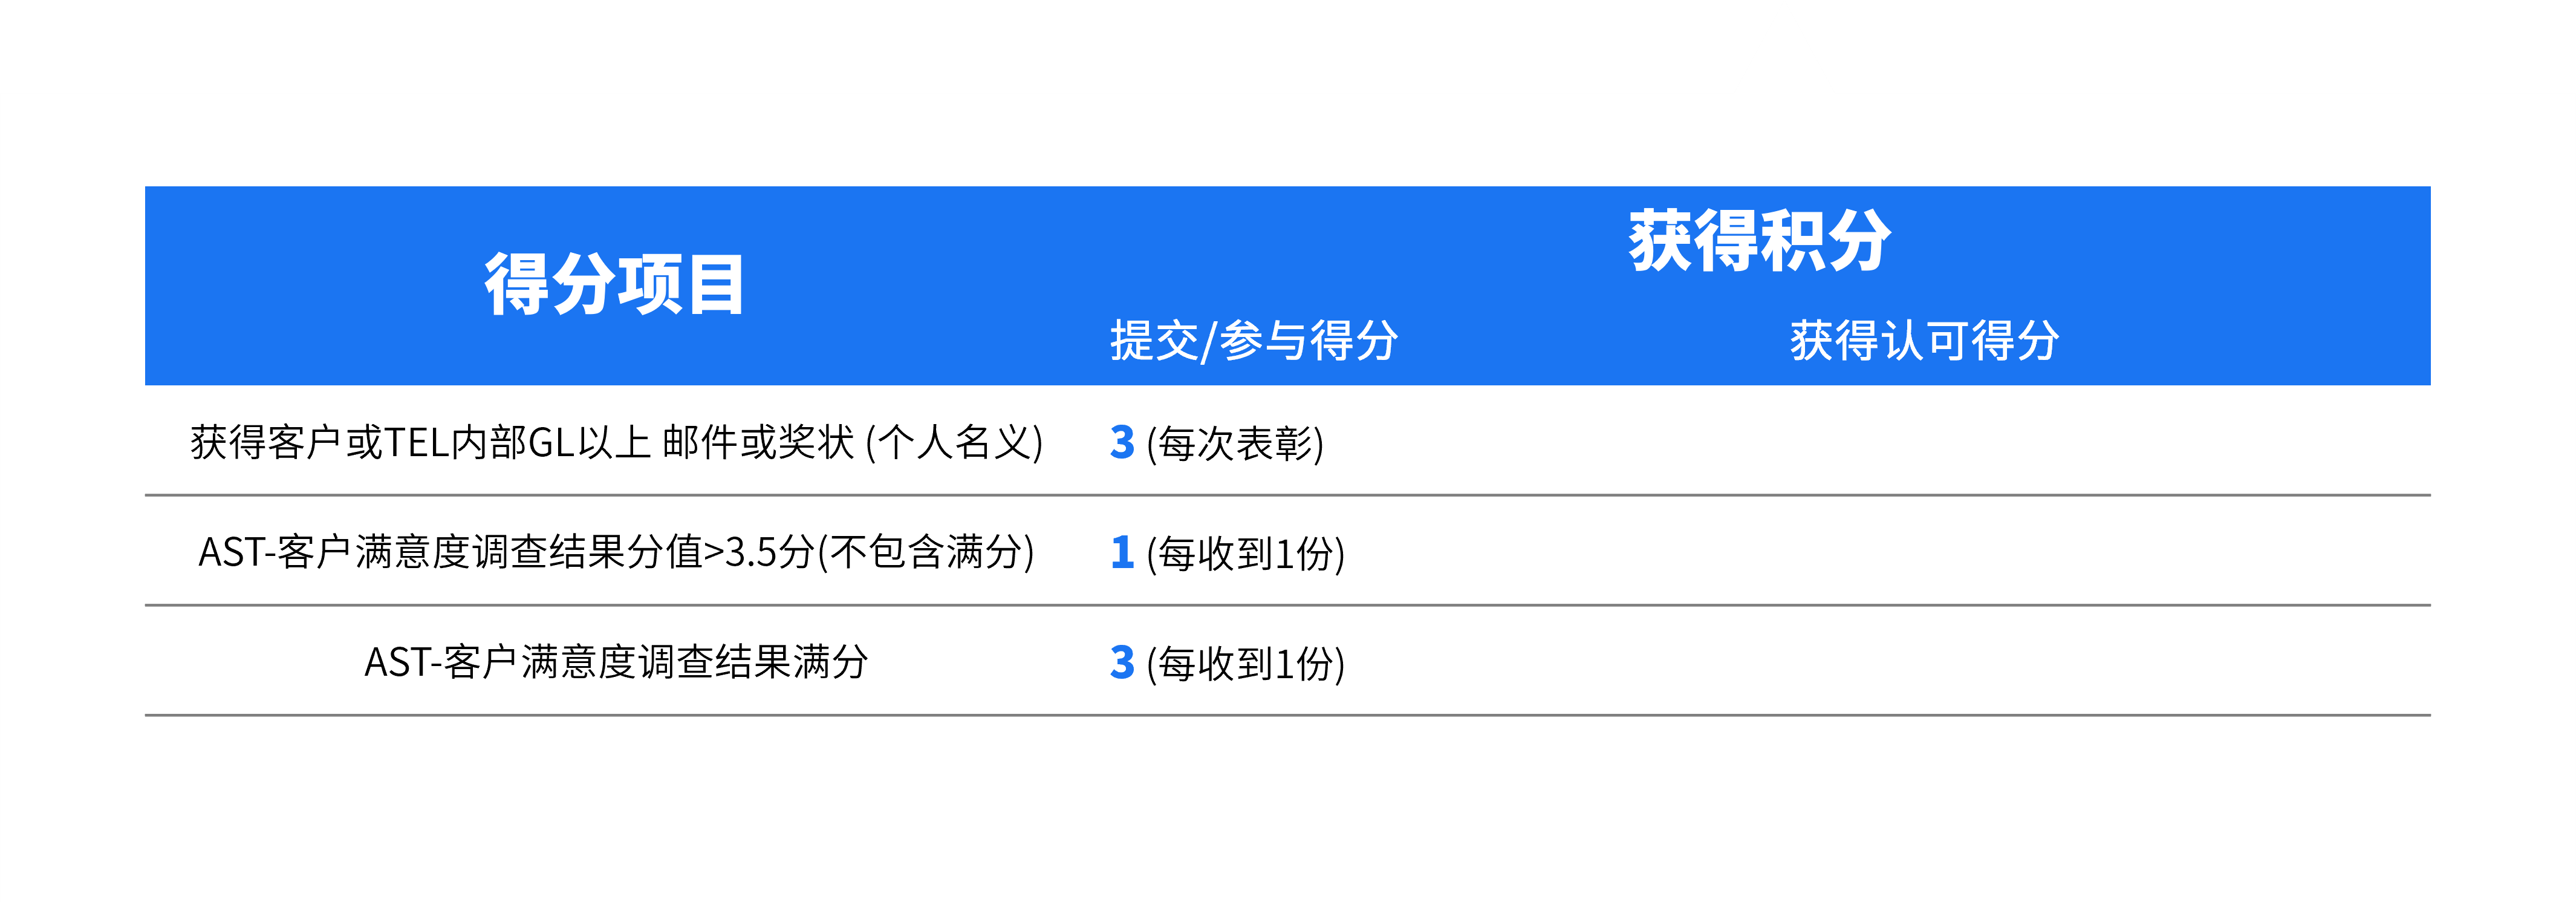 得分项目
获得积分
提交/参与得分 获得认可得分
获得客户或TEL内部GL以上 邮件或奖状 (个人名义) 3 (每次表彰)
AST-客户满意度调查结果分值>3.5分(不包含满分) 1 (每收到1份)
AST-客户满意度调查结果满分 3 (每收到1份)